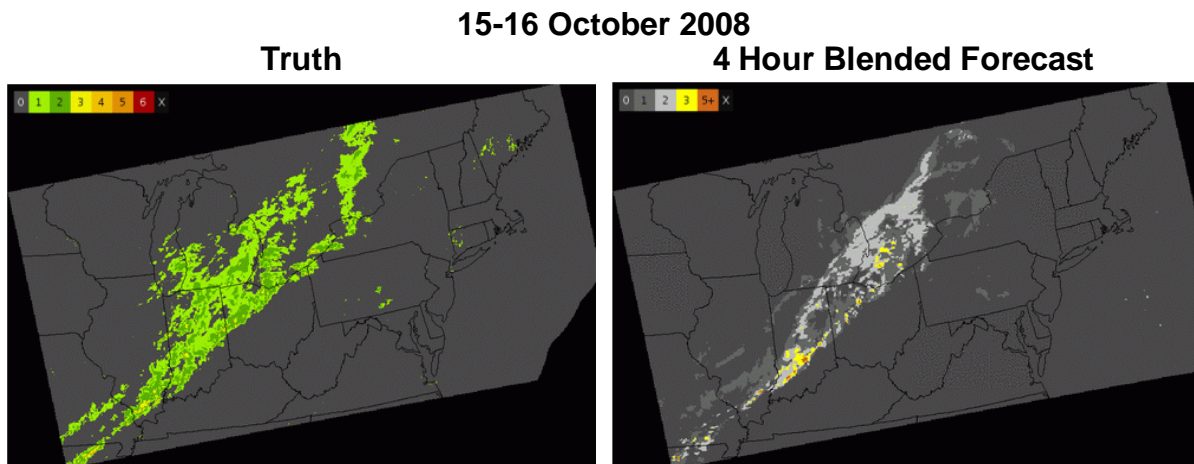 15-16 October 2008
Truth
4 Hour Blended Forecast
0 1 2 3 4 5 6 X
0 1 2 3 5+ X